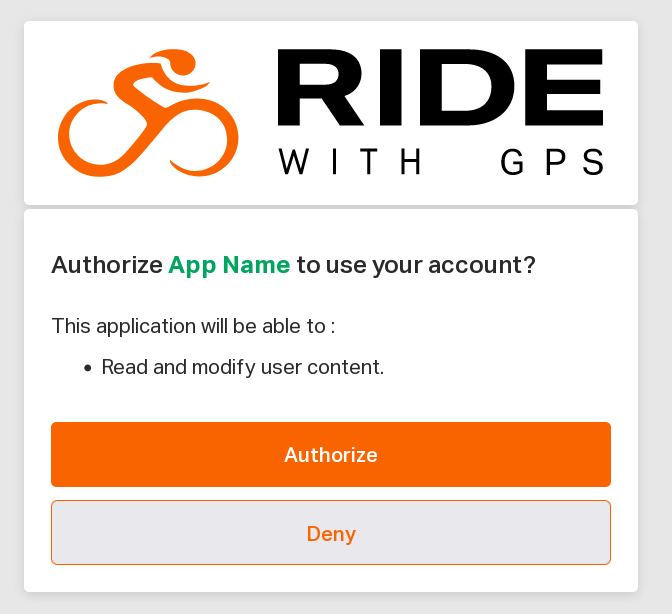 RIDE
WITH GPS
Authorize App Name to use your account?
This application will be able to :
• Read and modify user content.
Authorize
Deny